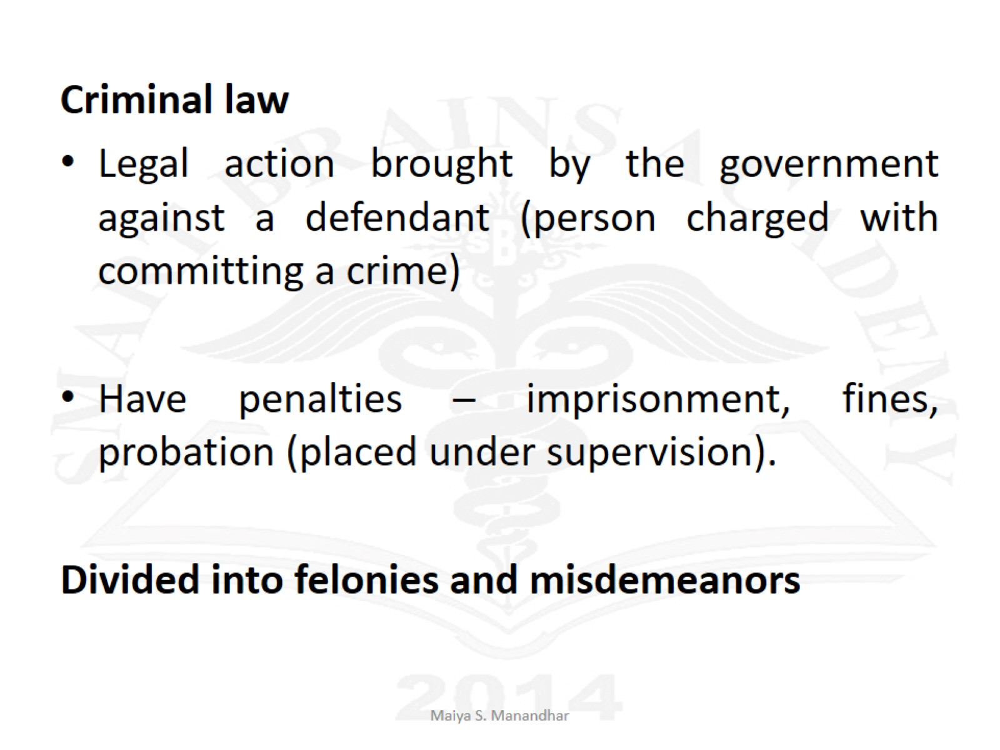 Criminal law
• Legal action brought by the government
against a defendant (person charged with
committing a crime)
• Have penalties – imprisonment, fines,
probation (placed under supervision).
Divided into felonies and misdemeanors
SMART BRAINS ACADEMY
SBA
2014
Maiya S. Manandhar